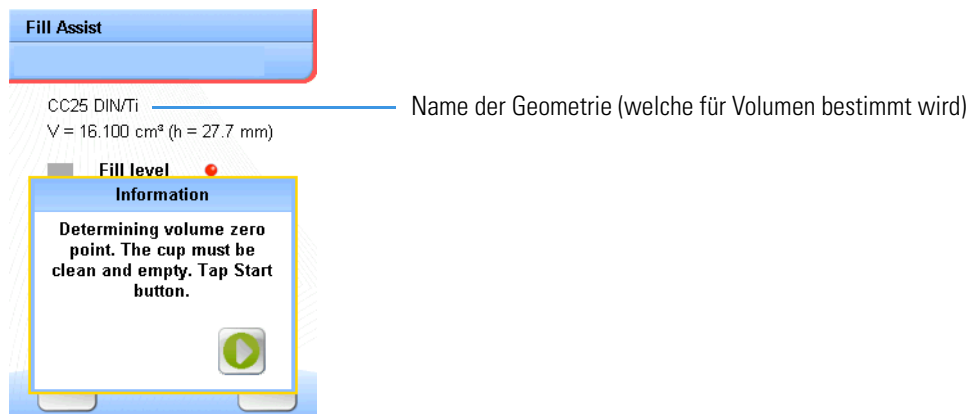 Fill Assist
CC25 DIN/Ti
Name der Geometrie (welche für Volumen bestimmt wird)
V = 16.100 cm³ (h = 27.7 mm)
Fill level
Information
Determining volume zero
point. The cup must be
clean and empty. Tap Start
button.